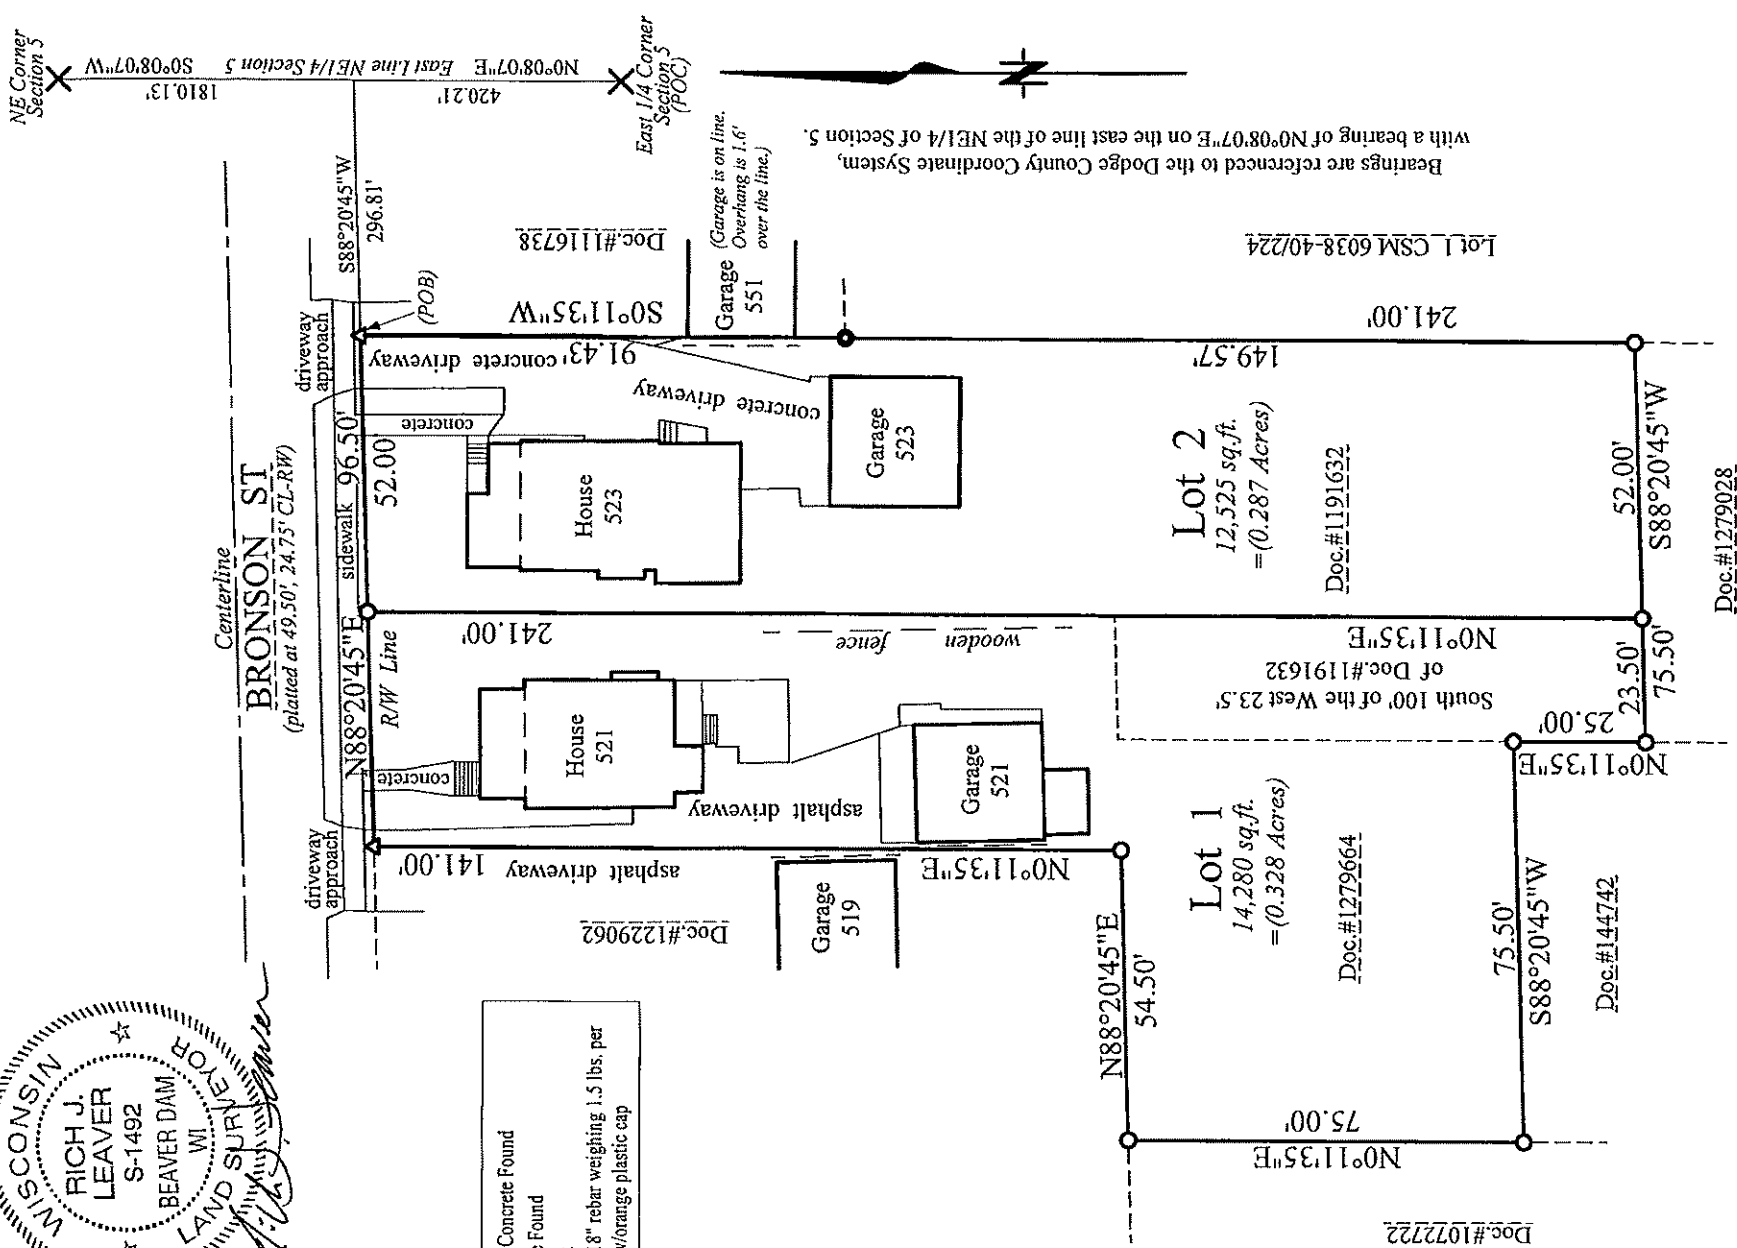 NE Corner
Section 5
S0°08'07"W
East Line NE1/4 Section 5
N0°08'07"E
1810.13'
420.21'
East 1/4 Corner
Section 5
(POC)
N
Bearings are referenced to the Dodge County Coordinate System,
with a bearing of N0°08'07"E on the east line of the NE1/4 of Section 5.
Centerline
BRONSON ST
(platted at 49.50', 24.75' CL-RW)
S88°20'45"W
296.81'
(POB)
driveway
approach
sidewalk
96.50'
52.00
N88°20'45"E
R/W Line
driveway
approach
Doc.#1116738
Garage
551
(Garage is on line.
Overhang is 1.6'
over the line.)
Lot 1 CSM 6038-40/224
S0°11'35"W
91.43'
241.00'
149.57'
concrete driveway
concrete driveway
concrete
House
523
Garage
523
Lot 2
12,525 sq.ft.
=(0.287 Acres)
Doc.#1191632
52.00'
S88°20'45"W
Doc.#1279028
241.00'
wooden fence
N0°11'35"E
South 100' of the West 23.5'
of Doc.#1191632
23.50'
75.50'
25.00'
N0°11'35"E
concrete
House
521
asphalt driveway
Garage
521
141.00'
asphalt driveway
N0°11'35"E
Doc.#1229062
Garage
519
Lot 1
14,280 sq.ft.
=(0.328 Acres)
Doc.#1279664
N88°20'45"E
54.50'
75.50'
S88°20'45"W
Doc.#144742
75.00'
N0°11'35"E
Doc.#1072722
WISCONSIN
RICH J.
LEAVER
S-1492
BEAVER DAM
WI
LAND SURVEYOR
Concrete Found
Found
18" rebar weighing 1.5 lbs. per
w/orange plastic cap